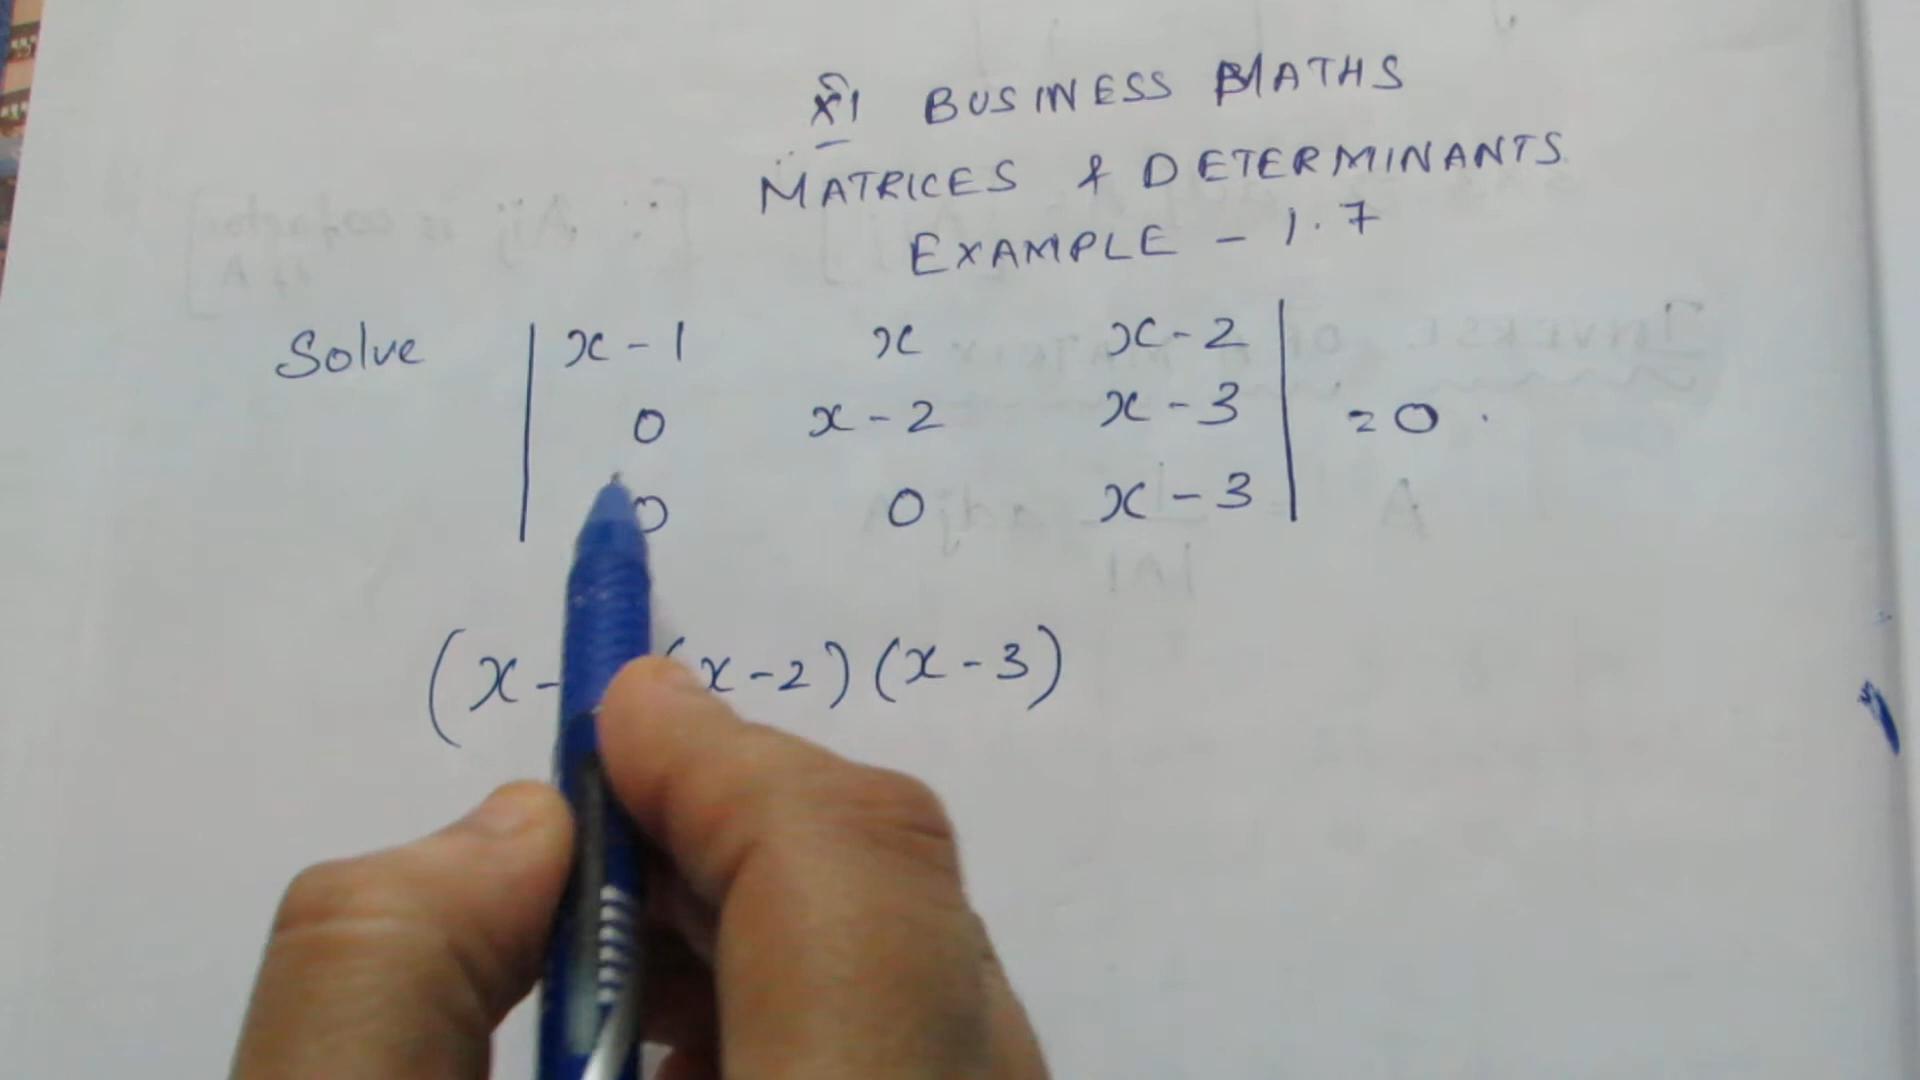 XI BUSINESS MATHS
MATRICES & DETERMINANTS
EXAMPLE - 1.7
Solve | x-1 x x-2 |
| 0 x-2 x-3 | = 0.
| 0 0 x-3 |
(x- (x-2) (x-3)